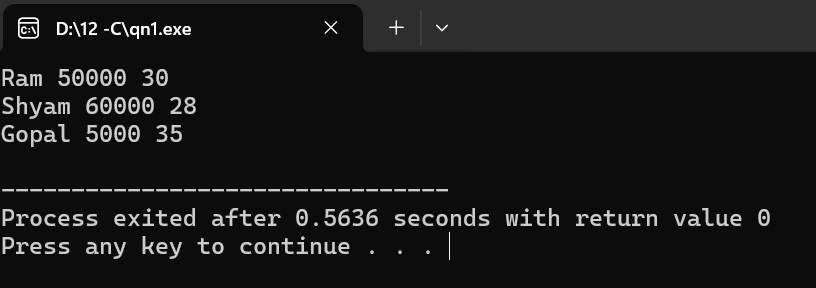 D:\12 -C\qn1.exe
Ram 50000 30
Shyam 60000 28
Gopal 5000 35
--------------------------------
Process exited after 0.5636 seconds with return value 0
Press any key to continue . . .